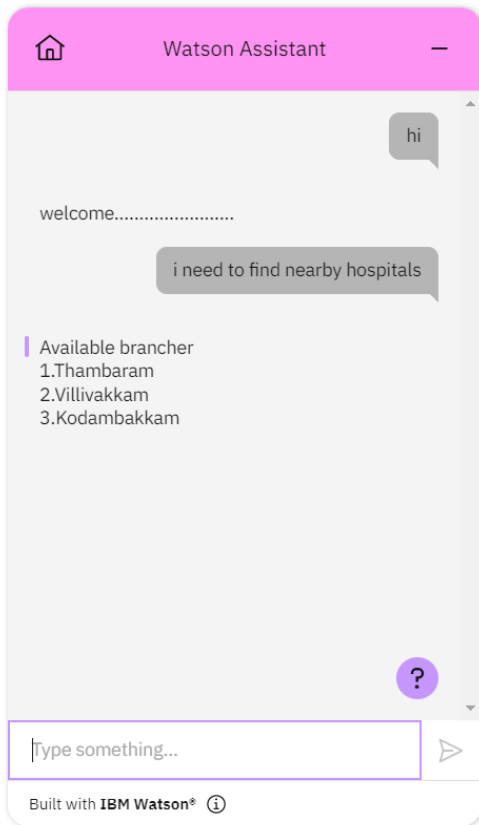 Watson Assistant
hi
welcome........................
i need to find nearby hospitals
Available brancher
1.Thambaram
2.Villivakkam
3.Kodambakkam
?
Type something...
Built with IBM Watson®